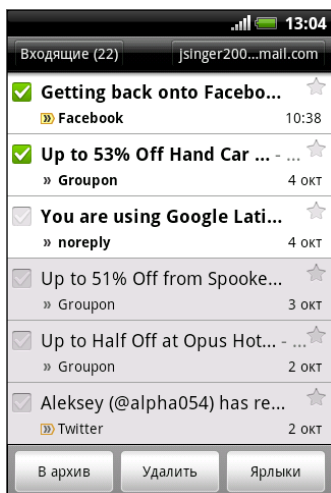 13:04
Входящие (22) jsinger200...mail.com
Getting back onto Facebo...
» Facebook 10:38
Up to 53% Off Hand Car ... - ...
» Groupon 4 окт
You are using Google Lati...
» noreply 4 окт
Up to 51% Off from Spooke...
» Groupon 3 окт
Up to Half Off at Opus Hot... - ...
» Groupon 2 окт
Aleksey (@alpha054) has re...
» Twitter 2 окт
В архив Удалить Ярлыки